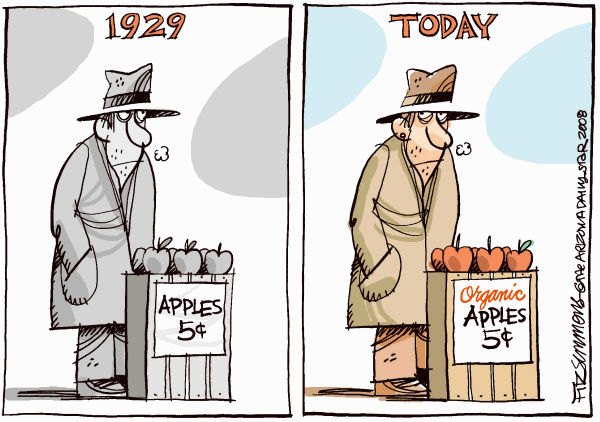 1929
APPLES
5¢
TODAY
Organic
APPLES
5¢
FITZSIMMONS ©THE ARIZONA DAILY STAR 2008